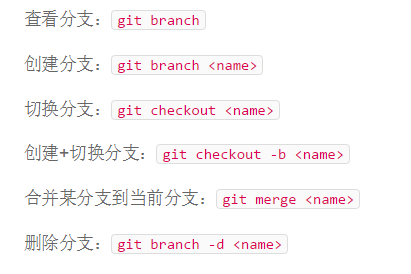 查看分支：git branch
创建分支：git branch <name>
切换分支：git checkout <name>
创建+切换分支：git checkout -b <name>
合并某分支到当前分支：git merge <name>
删除分支：git branch -d <name>